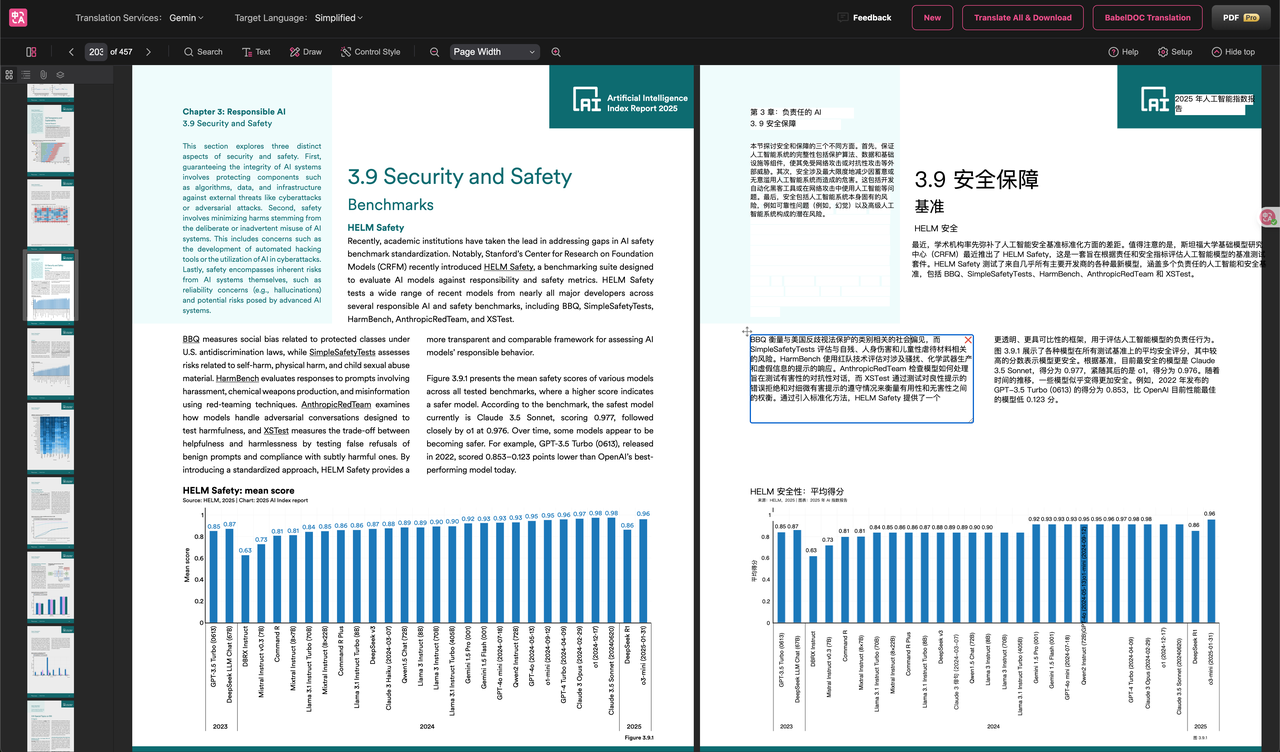 Translation Services: Gemin
Target Language: Simplified
Feedback
New
Translate All & Download
BabelDOC Translation
PDF Pro
203 of 457
Search
Text
Draw
Control Style
Page Width
Help
Setup
Hide top
Chapter 3: Responsible AI
3.9 Security and Safety
AI
Artificial Intelligence
Index Report 2025
This section explores three distinct
aspects of security and safety. First,
guaranteeing the integrity of AI systems
involves protecting components such
as algorithms, data, and infrastructure
against external threats like cyberattacks
or adversarial attacks. Second, safety
involves minimizing harms stemming from
the deliberate or inadvertent misuse of AI
systems. This includes concerns such as
the development of automated hacking
tools or the utilization of AI in cyberattacks.
Lastly, safety encompasses inherent risks
from AI systems themselves, such as
reliability concerns (e.g., hallucinations)
and potential risks posed by advanced AI
systems.
3.9 Security and Safety
Benchmarks
HELM Safety
Recently, academic institutions have taken the lead in addressing gaps in AI safety
benchmark standardization. Notably, Stanford's Center for Research on Foundation
Models (CRFM) recently introduced HELM Safety, a benchmarking suite designed
to evaluate AI models against responsibility and safety metrics. HELM Safety
tests a wide range of recent models from nearly all major developers across
several responsible AI and safety benchmarks, including BBQ, SimpleSafetyTests,
HarmBench, AnthropicRedTeam, and XSTest.
BBQ measures social bias related to protected classes under
U.S. antidiscrimination laws, while SimpleSafetyTests assesses
risks related to self-harm, physical harm, and child sexual abuse
material. HarmBench evaluates responses to prompts involving
harassment, chemical weapons production, and misinformation
using red-teaming techniques. AnthropicRedTeam examines
how models handle adversarial conversations designed to
test harmfulness, and XSTest measures the trade-off between
helpfulness and harmlessness by testing false refusals of
benign prompts and compliance with subtly harmful ones. By
introducing a standardized approach, HELM Safety provides a
more transparent and comparable framework for assessing AI
models' responsible behavior.
Figure 3.9.1 presents the mean safety scores of various models
across all tested benchmarks, where a higher score indicates
a safer model. According to the benchmark, the safest model
currently is Claude 3.5 Sonnet, scoring 0.977, followed
closely by o1 at 0.976. Over time, some models appear to be
becoming safer. For example, GPT-3.5 Turbo (0613), released
in 2022, scored 0.853–0.123 points lower than OpenAI's best-
performing model today.
HELM Safety: mean score
Source: HELM, 2025 | Chart: 2025 AI Index report
Mean score
1
0.8
0.6
0.4
0.2
0.85 0.87 0.63 0.73 0.81 0.81 0.84 0.85 0.86 0.86 0.87 0.88 0.89 0.89 0.90 0.90 0.92 0.93 0.93 0.93 0.95 0.95 0.96 0.97 0.98 0.98 0.86 0.96
GPT-3.5 Turbo (0613)
DeepSeek LLM Chat (67B)
DBRX Instruct
Mistral Instruct v0.3 (7B)
Command R
Mixtral Instruct (8x7B)
Llama 3.1 Instruct Turbo (70B)
Mixtral Instruct (8x22B)
Command R Plus
Llama 3.1 Instruct Turbo (8B)
DeepSeek v3
Claude 3 Haiku (2024-03-07)
Qwen1.5 Chat (72B)
Llama 3 Instruct (8B)
Llama 3 Instruct (70B)
Llama 3.1 Instruct Turbo (405B)
Gemini 1.5 Pro (001)
Gemini 1.5 Flash (001)
GPT-4o mini (2024-07-18)
Qwen2 Instruct (72B)
GPT-4o (2024-05-13)
o1-mini (2024-09-12)
GPT-4 Turbo (2024-04-09)
Claude 3 Opus (2024-02-29)
o1 (2024-12-17)
Claude 3.5 Sonnet (20240620)
DeepSeek R1
o3-mini (2025-01-31)
2023
2024
2025
Figure 3.9.1
第 3 章：负责任的 AI
3. 9 安全保障
AI
2025 年人工智能指数报
告
本节探讨安全和保障的三个不同方面。首先，保证
人工智能系统的完整性包括保护算法、数据和基础
设施等组件，使其免受网络攻击或对抗性攻击等外
部威胁。其次，安全涉及最大限度地减少因蓄意或
无意滥用人工智能系统而造成的危害。这包括开发
自动化黑客工具或在网络攻击中使用人工智能等问
题。最后，安全包括人工智能系统本身固有的风
险，例如可靠性问题（例如，幻觉）以及高级人工
智能系统构成的潜在风险。
3.9 安全保障
基准
HELM 安全
最近，学术机构率先弥补了人工智能安全基准标准化方面的差距。值得注意的是，斯坦福大学基础模型研究
中心（CRFM）最近推出了 HELM Safety，这是一套旨在根据责任和安全指标评估人工智能模型的基准测试
套件。HELM Safety 测试了来自几乎所有主要开发商的各种最新模型，涵盖多个负责任的人工智能和安全基
准，包括 BBQ、SimpleSafetyTests、HarmBench、AnthropicRedTeam 和 XSTest。
BBQ 衡量与美国反歧视法保护的类别相关的社会偏见，而
SimpleSafetyTests 评估与自残、人身伤害和儿童性虐待材料相关
的风险。HarmBench 使用红队技术评估对涉及骚扰、化学武器生产
和虚假信息的提示的响应。AnthropicRedTeam 检查模型如何处理
旨在测试有害性的对抗性对话，而 XSTest 通过测试对良性提示的
错误拒绝和对细微有害提示的遵守情况来衡量有用性和无害性之间
的权衡。通过引入标准化方法，HELM Safety 提供了一个
更透明、更具可比性的框架，用于评估人工智能模型的负责任行为。
图 3.9.1 展示了各种模型在所有测试基准上的平均安全评分，其中较
高的分数表示模型更安全。根据基准，目前最安全的模型是 Claude
3.5 Sonnet，得分为 0.977，紧随其后的是 o1，得分为 0.976。随着
时间的推移，一些模型似乎变得更加安全。例如，2022 年发布的
GPT-3.5 Turbo (0613) 的得分为 0.853，比 OpenAI 目前性能最佳
的模型低 0.123 分。
HELM 安全性：平均得分
来源：HELM，2025 | 图表：2025 年 AI 指数报告
平均得分
1
0.8
0.6
0.4
0.2
0.85 0.87 0.63 0.73 0.81 0.81 0.84 0.85 0.86 0.86 0.87 0.88 0.89 0.90 0.90 0.92 0.93 0.93 0.93 0.95 0.95 0.96 0.97 0.98 0.98 0.86 0.96
GPT-3.5 Turbo (0613)
DeepSeek LLM Chat (67B)
DBRX Instruct
Mistral Instruct v0.3 (7B)
Command R
Mixtral Instruct (8x7B)
Llama 3.1 Instruct Turbo (70B)
Mixtral Instruct (8x22B)
Command R Plus
Llama 3.1 Instruct Turbo (8B)
DeepSeek v3
Claude 3 俳句 (2024-03-07)
Qwen1.5 Chat (72B)
Llama 3 Instruct (8B)
Llama 3 Instruct (70B)
Llama 3.1 Instruct Turbo (405B)
Gemini 1.5 Pro (001)
Gemini 1.5 Flash (001)
GPT-4o mini (2024-07-18)
GPT-4 Turbo (2024-04-09)
Claude 3 Opus (2024-02-29)
o1 (2024-12-17)
Claude 3.5 Sonnet (20240620)
DeepSeek R1
o3-mini (2025-01-31)
2023
2024
2025
图 3.9.1